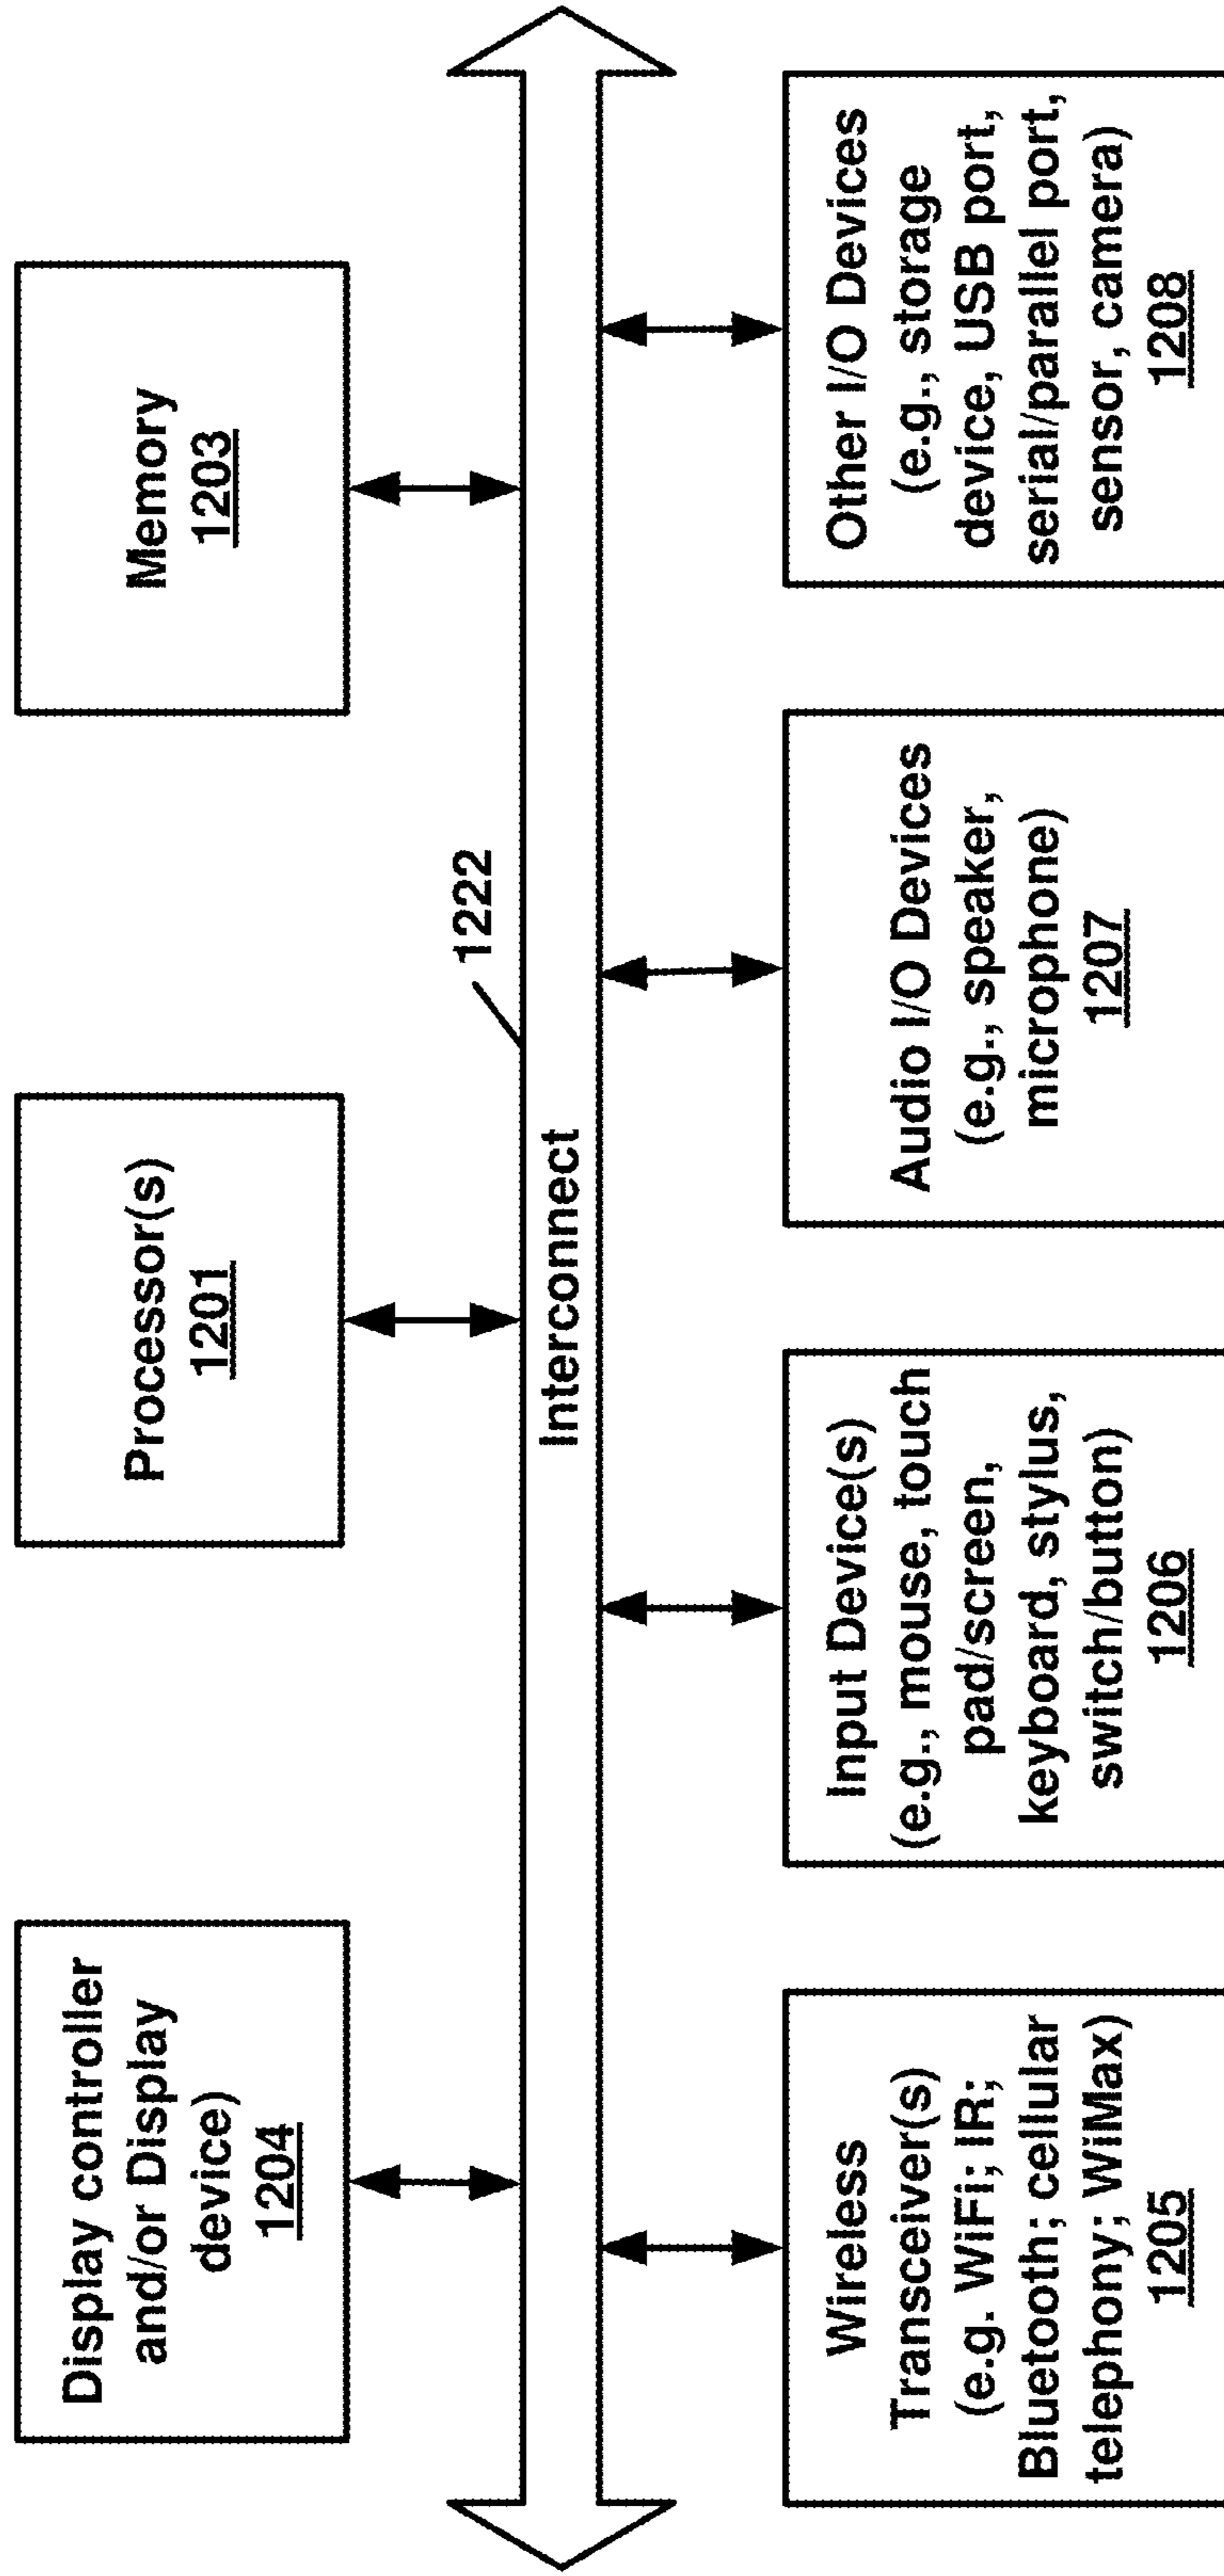 Display controller
and/or Display
device)
1204
Processor(s)
1201
Memory
1203
1222
Interconnect
Wireless
Transceiver(s)
(e.g. WiFi; IR;
Bluetooth; cellular
telephony; WiMax)
1205
Input Device(s)
(e.g., mouse, touch
pad/screen,
keyboard, stylus,
switch/button)
1206
Audio I/O Devices
(e.g., speaker,
microphone)
1207
Other I/O Devices
(e.g., storage
device, USB port,
serial/parallel port,
sensor, camera)
1208